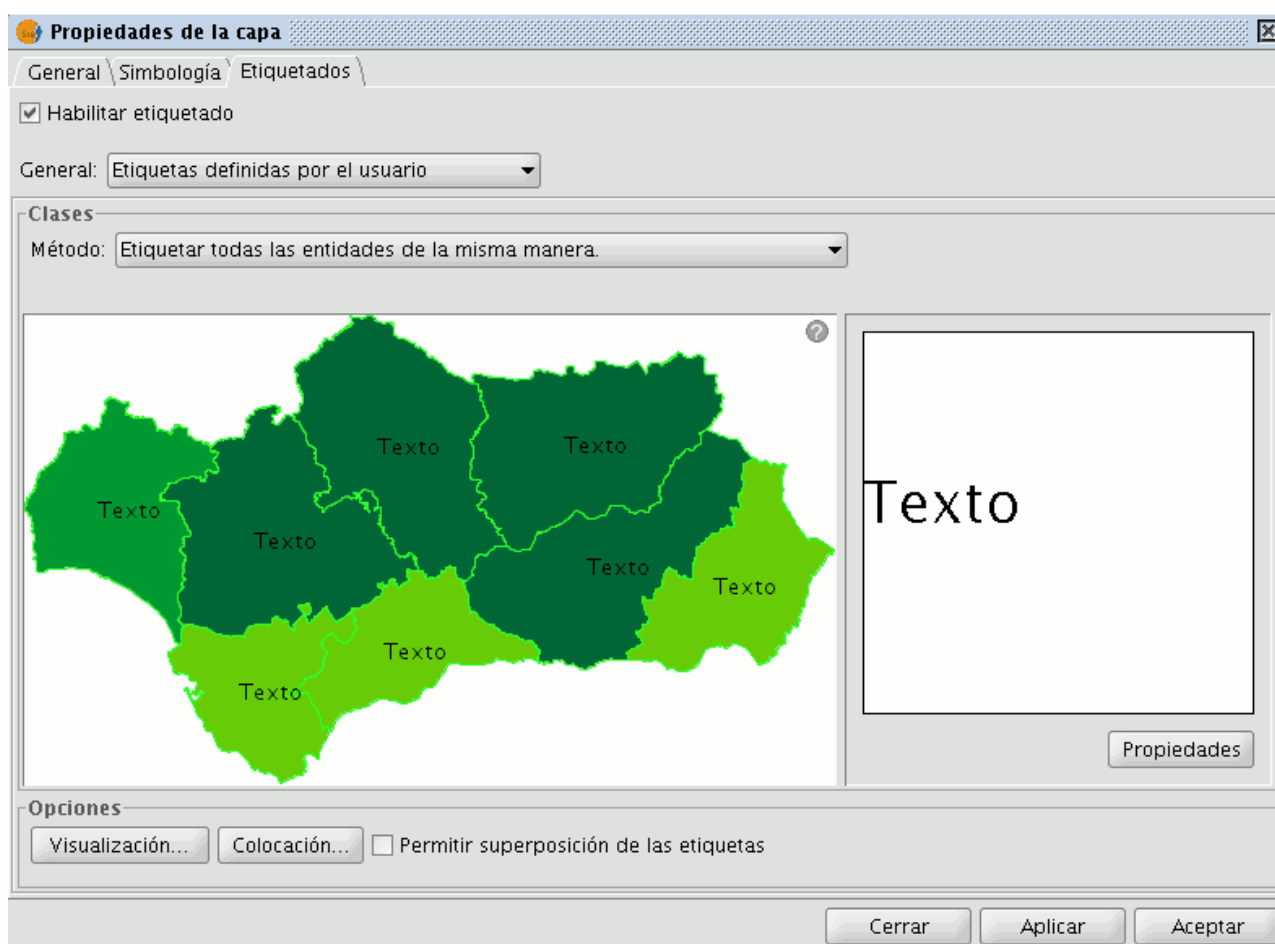 Propiedades de la capa
General Simbología Etiquetados
Habilitar etiquetado
General: Etiquetas definidas por el usuario
Clases
Método: Etiquetar todas las entidades de la misma manera.
?
Texto
Texto
Texto
Texto
Texto
Texto
Texto
Texto
Texto
Propiedades
Opciones
Visualización... Colocación... Permitir superposición de las etiquetas
Cerrar Aplicar Aceptar